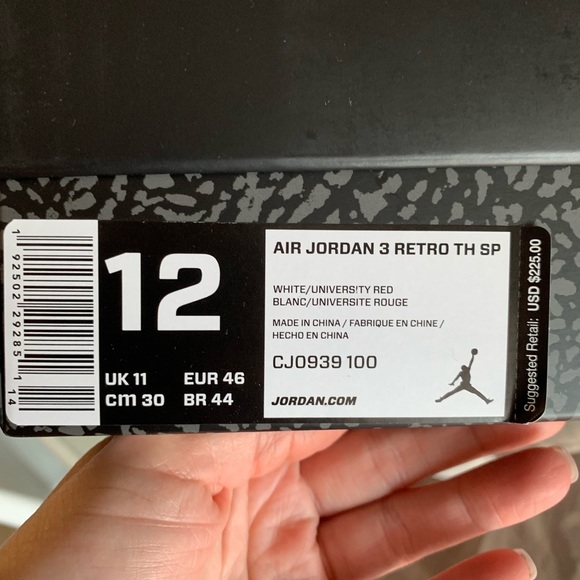 1 92502 29285 1 14
12
UK 11 EUR 46
cm 30 BR 44
AIR JORDAN 3 RETRO TH SP
WHITE/UNIVERSITY RED
BLANC/UNIVERSITE ROUGE
MADE IN CHINA / FABRIQUE EN CHINE /
HECHO EN CHINA
CJ0939 100
JORDAN.COM
Suggested Retail: USD $225.00